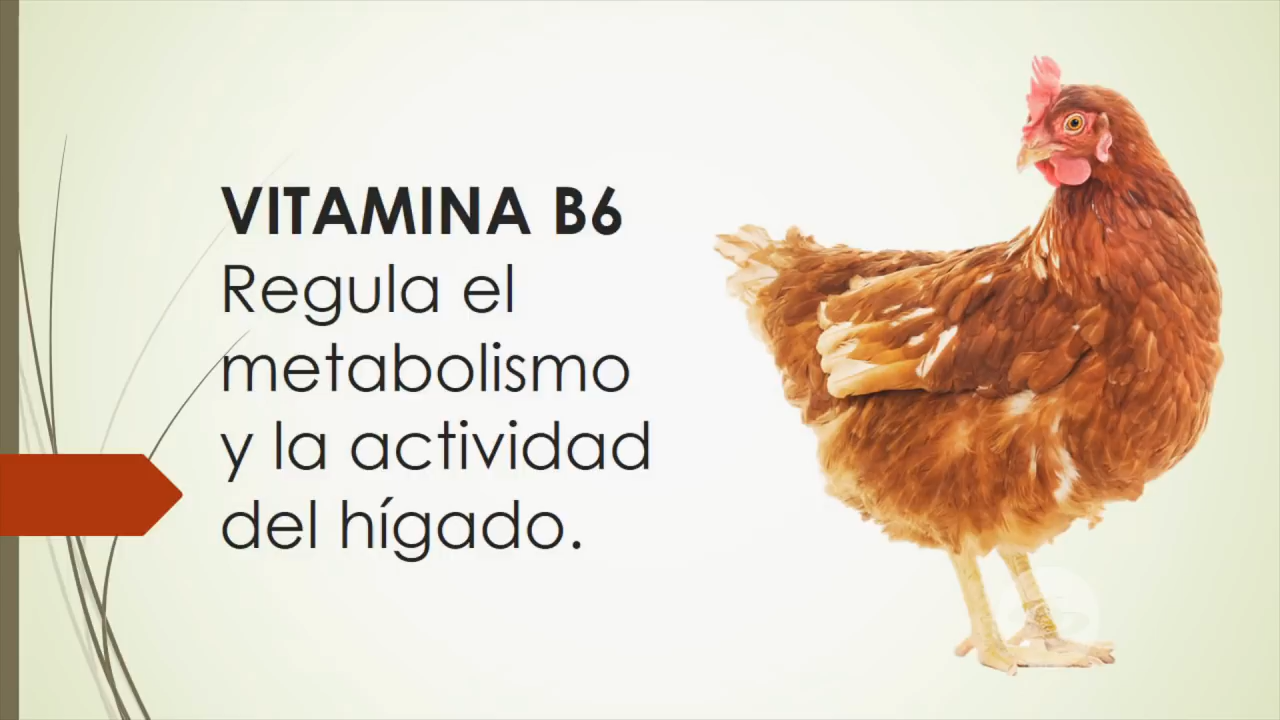 VITAMINA B6
Regula el
metabolismo
y la actividad
del hígado.